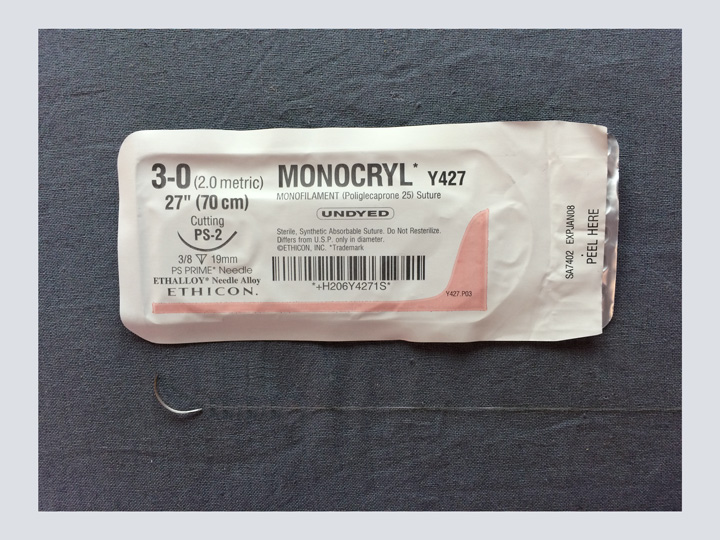 3-0 (2.0 metric)
27" (70 cm)
Cutting
PS-2
3/8 19mm
PS PRIME* Needle
ETHALLOY* Needle Alloy
ETHICON.
MONOCRYL* Y427
MONOFILAMENT (Poliglecaprone 25) Suture
UNDYED
Sterile, Synthetic Absorbable Suture. Do Not Resterilize.
Differs from U.S.P. only in diameter.
©ETHICON, INC. *Trademark
*+H206Y4271S*
Y427.P03
SA7402 EXPJAN08
PEEL HERE